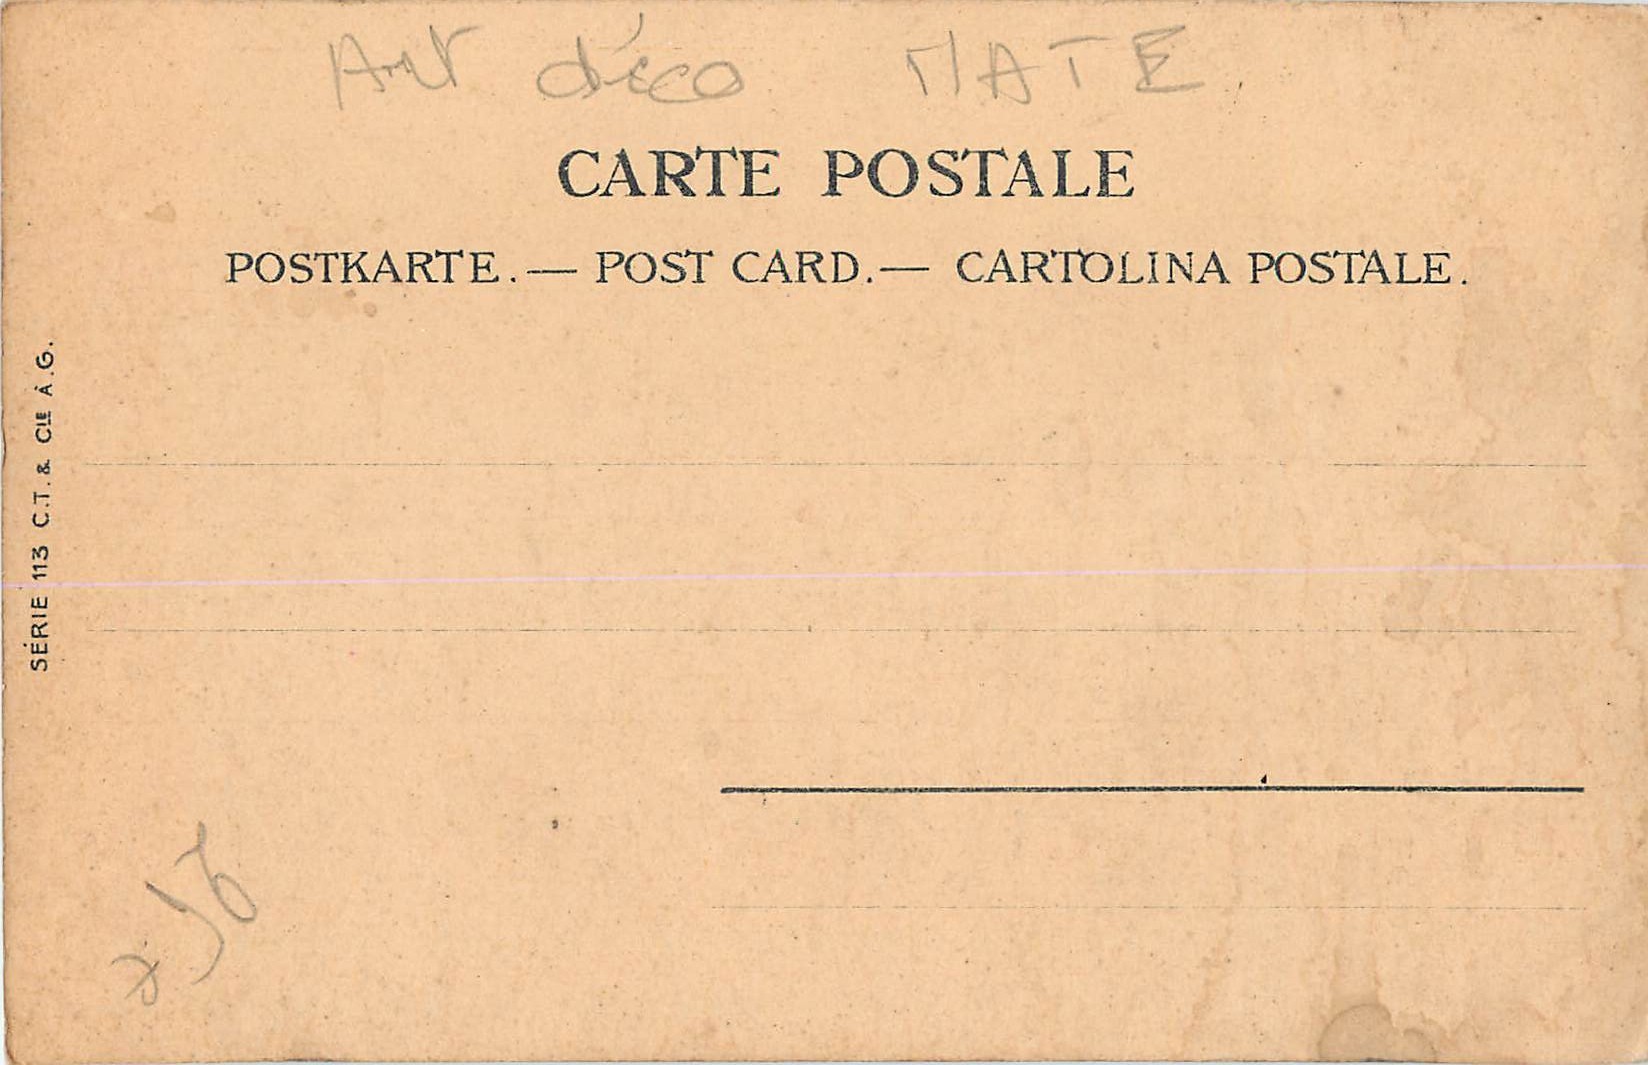 Art déco MATE
CARTE POSTALE
POSTKARTE. — POST CARD. — CARTOLINA POSTALE.
SÉRIE 113 C.T. & CIE À.G.